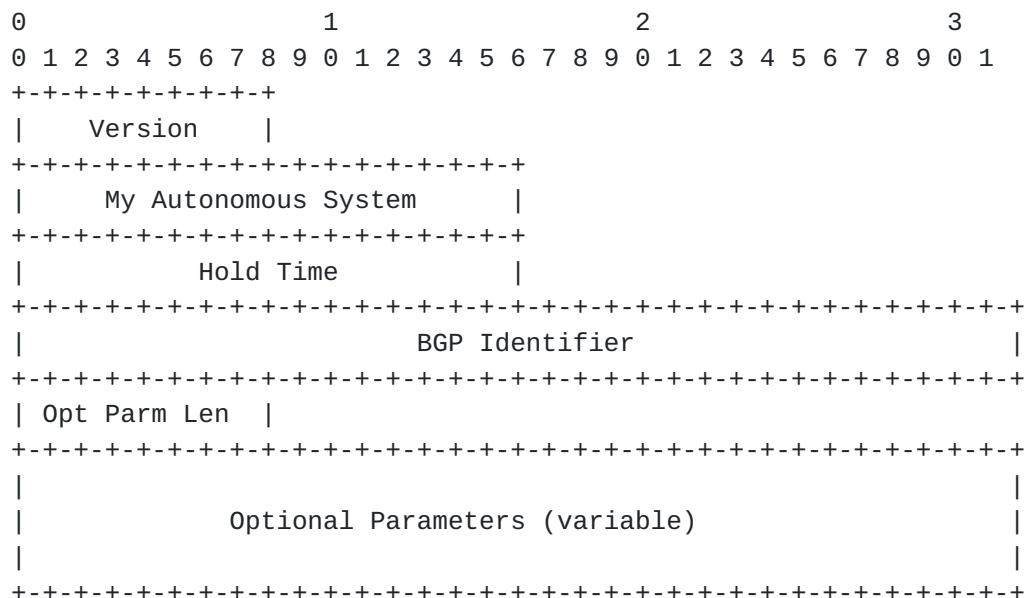 0                   1                   2                   3
0 1 2 3 4 5 6 7 8 9 0 1 2 3 4 5 6 7 8 9 0 1 2 3 4 5 6 7 8 9 0 1
+-+-+-+-+-+-+-+-+
|    Version    |
+-+-+-+-+-+-+-+-+-+-+-+-+-+-+-+-+
|     My Autonomous System      |
+-+-+-+-+-+-+-+-+-+-+-+-+-+-+-+-+
|           Hold Time           |
+-+-+-+-+-+-+-+-+-+-+-+-+-+-+-+-+-+-+-+-+-+-+-+-+-+-+-+-+-+-+-+-+
|                         BGP Identifier                        |
+-+-+-+-+-+-+-+-+-+-+-+-+-+-+-+-+-+-+-+-+-+-+-+-+-+-+-+-+-+-+-+-+
| Opt Parm Len  |
+-+-+-+-+-+-+-+-+-+-+-+-+-+-+-+-+-+-+-+-+-+-+-+-+-+-+-+-+-+-+-+-+
|                                                               |
|             Optional Parameters (variable)                    |
|                                                               |
+-+-+-+-+-+-+-+-+-+-+-+-+-+-+-+-+-+-+-+-+-+-+-+-+-+-+-+-+-+-+-+-+